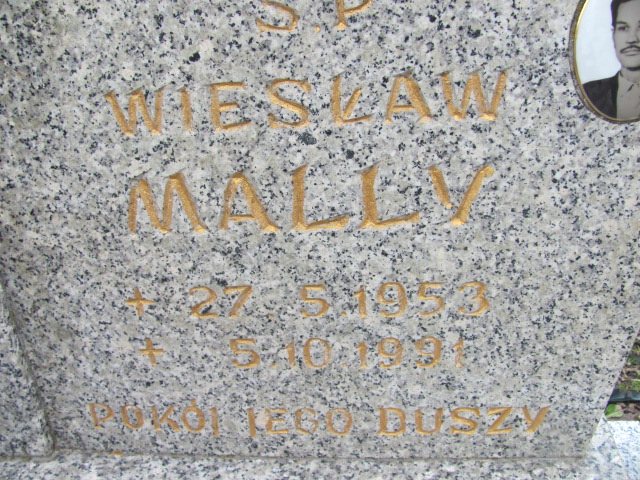 Ś.P
WIESŁAW
MALLY
+ 27.5.1953
+ 5.10.1991
POKÓJ JEGO DUSZY